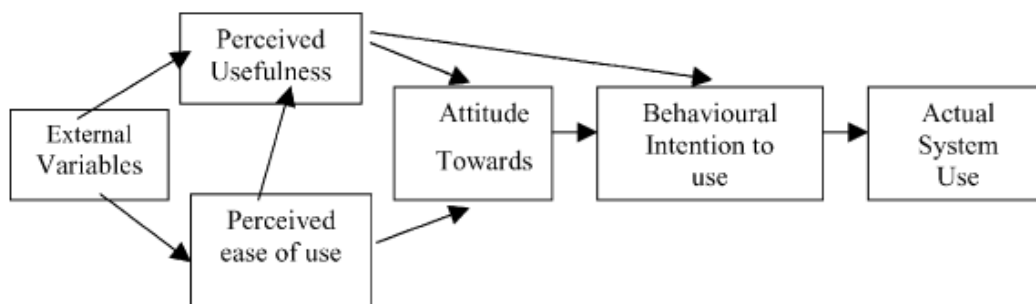 Perceived
Usefulness
External
Variables
Perceived
ease of use
Attitude
Towards
Behavioural
Intention to
use
Actual
System
Use